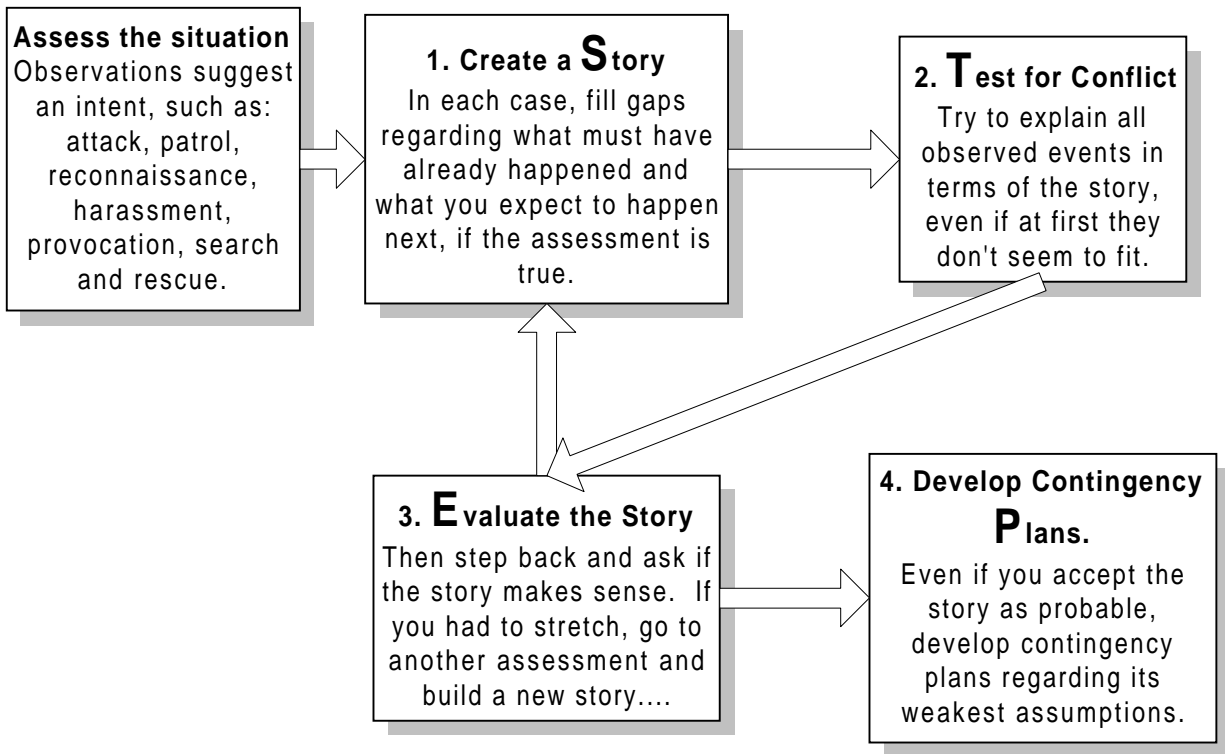 Assess the situation
Observations suggest
an intent, such as:
attack, patrol,
reconnaissance,
harassment,
provocation, search
and rescue.
1. Create a Story
In each case, fill gaps
regarding what must have
already happened and
what you expect to happen
next, if the assessment is
true.
2. Test for Conflict
Try to explain all
observed events in
terms of the story,
even if at first they
don't seem to fit.
3. Evaluate the Story
Then step back and ask if
the story makes sense. If
you had to stretch, go to
another assessment and
build a new story....
4. Develop Contingency
Plans.
Even if you accept the
story as probable,
develop contingency
plans regarding its
weakest assumptions.